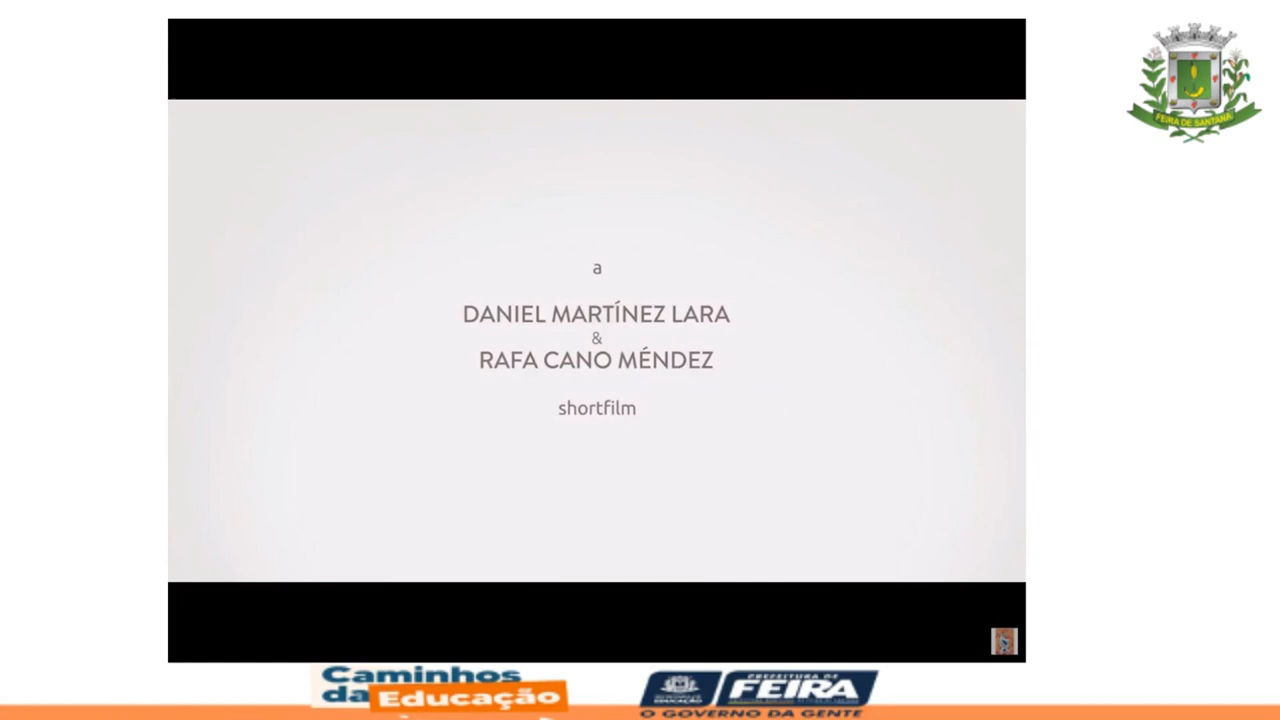 FEIRA DE SANTANA
a
DANIEL MARTÍNEZ LARA
&
RAFA CANO MÉNDEZ
shortfilm
Caminhos
da Educação
PREFEITURA DE
FEIRA
EDUCAÇÃO
O GOVERNO DA GENTE